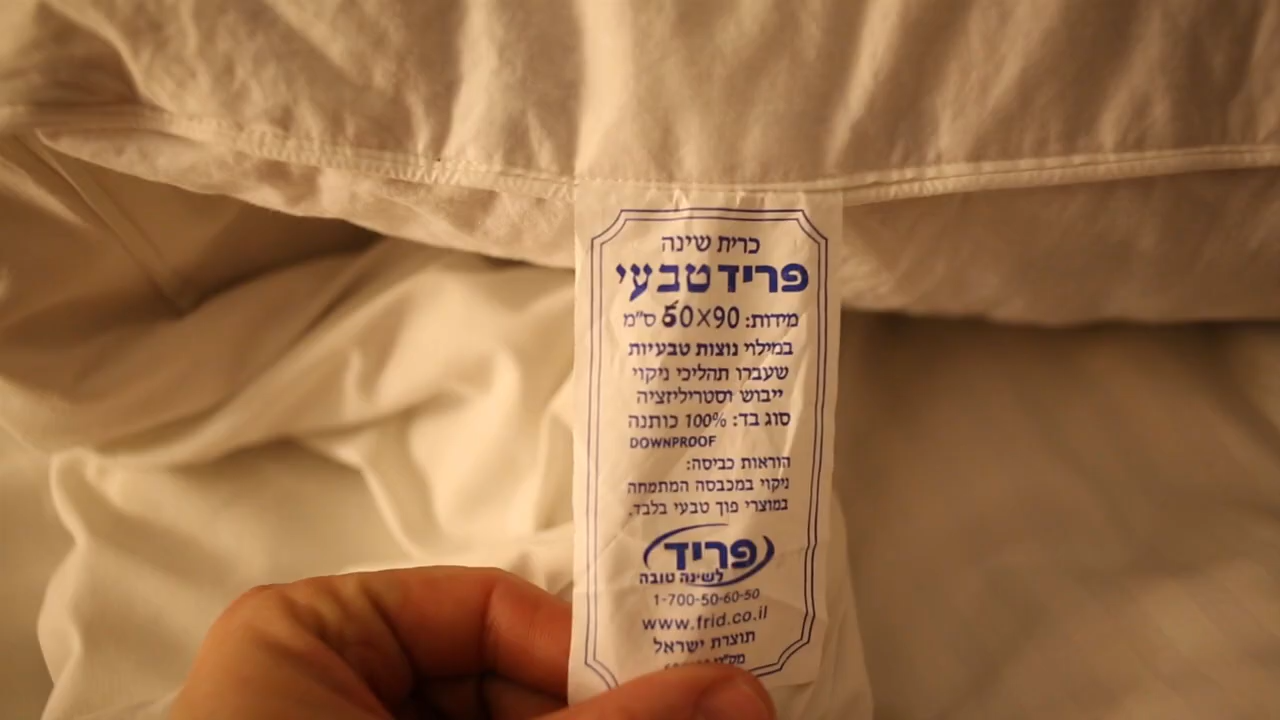 כרית שינה
פריד טבעי
מידות: 60X90 ס"מ
במילוי נוצות טבעיות
שעברו תהליכי ניקוי
ייבוש וסטריליזציה
סוג בד: 100% כותנה
DOWNPROOF
הוראות כביסה:
ניקוי במכבסה המתמחה
במוצרי פוך טבעי בלבד.
פריד
לשינה טובה
1-700-50-60-50
www.frid.co.il
תוצרת ישראל
מק"ט